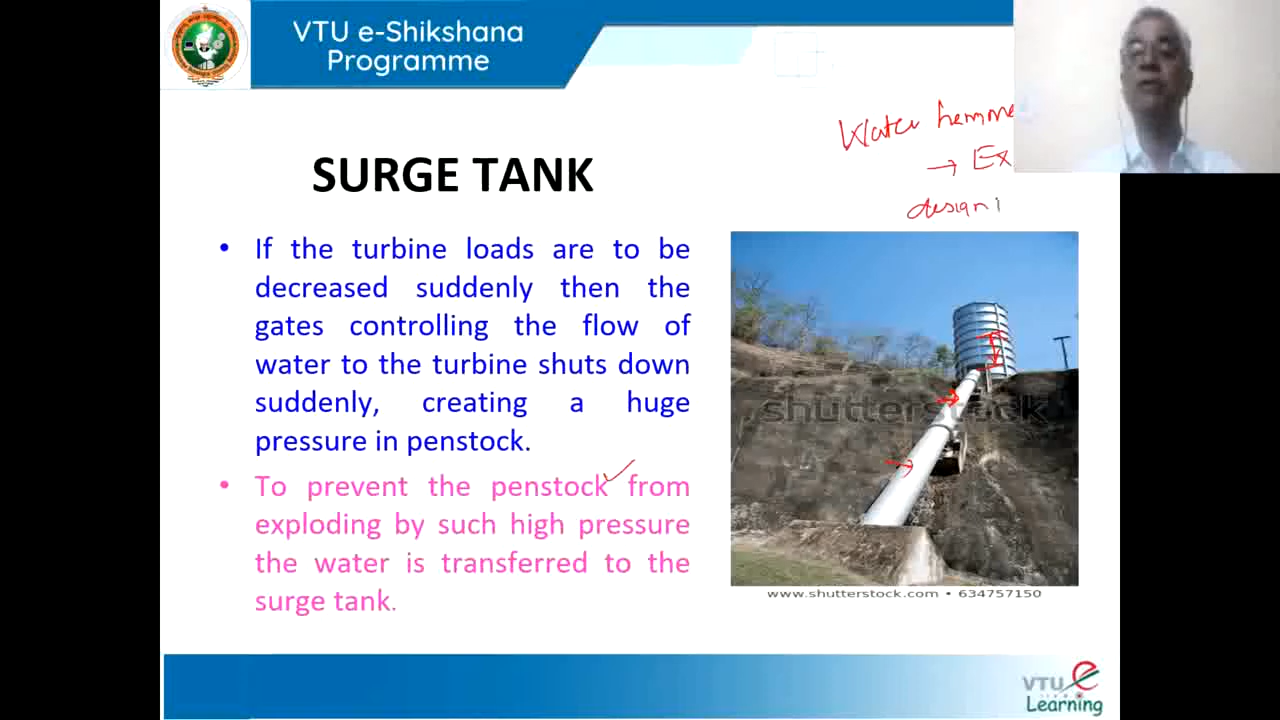 VTU e-Shikshana
Programme
Water hamme
→ Ex
design
SURGE TANK
• If the turbine loads are to be
decreased suddenly then the
gates controlling the flow of
water to the turbine shuts down
suddenly, creating a huge
pressure in penstock.
• To prevent the penstock from
exploding by such high pressure
the water is transferred to the
surge tank.
shutterstock
www.shutterstock.com • 634757150
VTU e
Learning